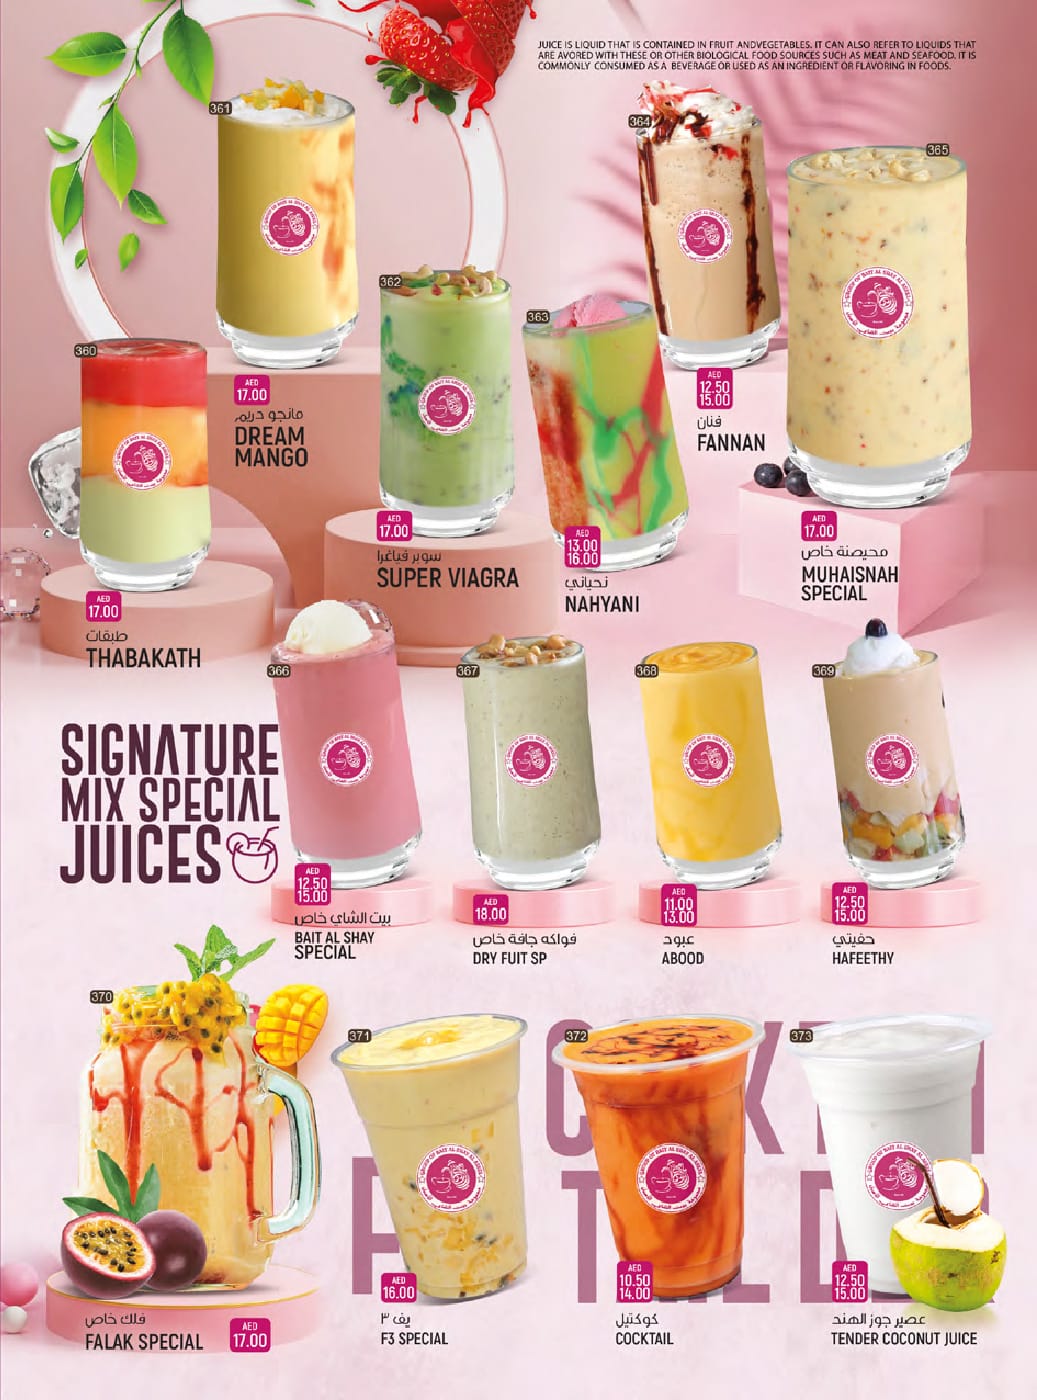 JUICE IS LIQUID THAT IS CONTAINED IN FRUIT ANDVEGETABLES. IT CAN ALSO REFER TO LIQUIDS THAT
ARE AVORED WITH THESE OR OTHER BIOLOGICAL FOOD SOURCES SUCH AS MEAT AND SEAFOOD. IT IS
COMMONLY CONSUMED AS A BEVERAGE OR USED AS AN INGREDIENT OR FLAVORING IN FOODS.
361
AED
17.00
مانجو دريم
DREAM
MANGO
364
AED
12.50
15.00
فنان
FANNAN
365
AED
17.00
محيصنة خاص
MUHAISNAH
SPECIAL
362
AED
17.00
سوبر فياغرا
SUPER VIAGRA
363
AED
13.00
16.00
نحياني
NAHYANI
360
AED
17.00
طبقات
THABAKATH
SIGNATURE
MIX SPECIAL
JUICES
366
AED
12.50
15.00
بيت الشاي خاص
BAIT AL SHAY
SPECIAL
367
AED
18.00
فواكه جافة خاص
DRY FUIT SP
368
AED
11.00
13.00
عبود
ABOOD
369
AED
12.50
15.00
حفيتي
HAFEETHY
370
فلك خاص
FALAK SPECIAL
AED
17.00
371
AED
16.00
يف ٣
F3 SPECIAL
372
AED
10.50
14.00
كوكتيل
COCKTAIL
373
AED
12.50
15.00
عصير جوز الهند
TENDER COCONUT JUICE